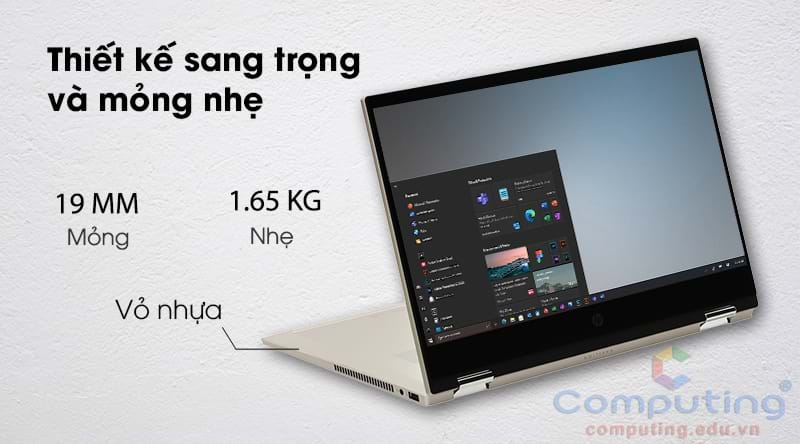 Thiết kế sang trọng
và mỏng nhẹ
19 MM
Mỏng
1.65 KG
Nhẹ
Vỏ nhựa
Computing®
computing.edu.vn